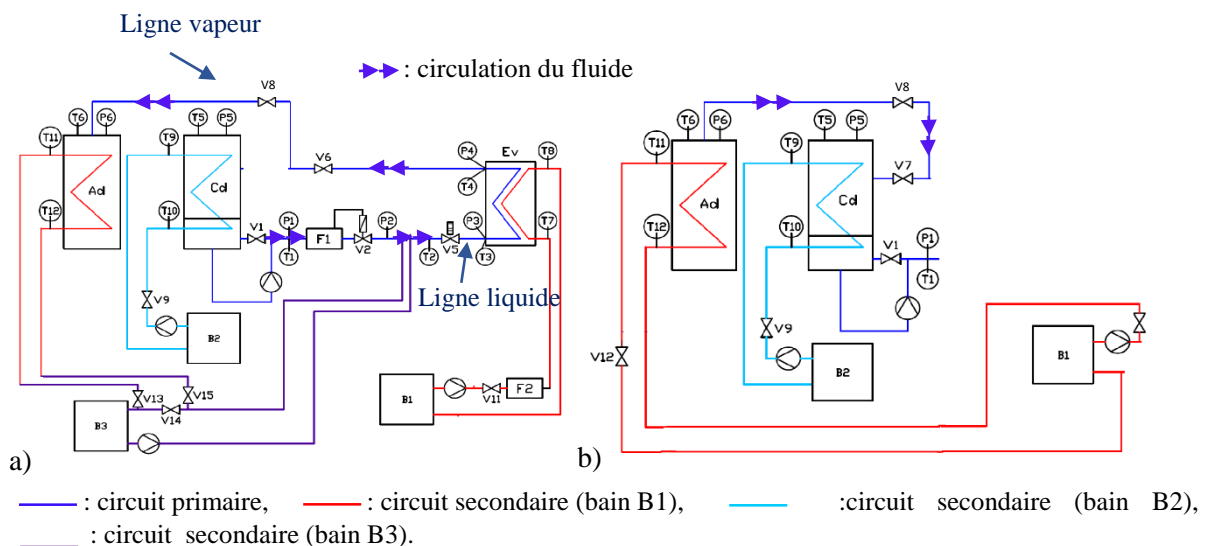 Ligne vapeur
: circulation du fluide
V8
T6 P6
T5 P5
T11
T9
V6
P4
Ev
T8
T4
Ad
Cd
T12
T10
V1
P1
P2
P3
T7
F1
T1
V2
T2
V5
T3
Ligne liquide
V9
B2
V13
V15
V14
B3
B1
V11
F2
a)
V8
T6 P6
T5 P5
T11
T9
V7
Ad
Cd
T12
T10
V1
P1
T1
V9
V12
B2
B1
b)
: circuit primaire, : circuit secondaire (bain B1), :circuit secondaire (bain B2),
: circuit secondaire (bain B3).